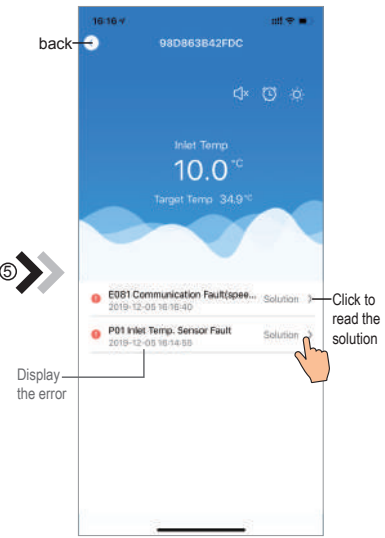 16:16
back
98D863B42FDC
Inlet Temp
10.0 °C
Target Temp 34.9°C
⑤
E081 Communication Fault(spee... Solution
2019-12-05 16:16:40
Click to
read the
solution
P01 Inlet Temp. Sensor Fault Solution
2019-12-05 16:14:55
Display
the error